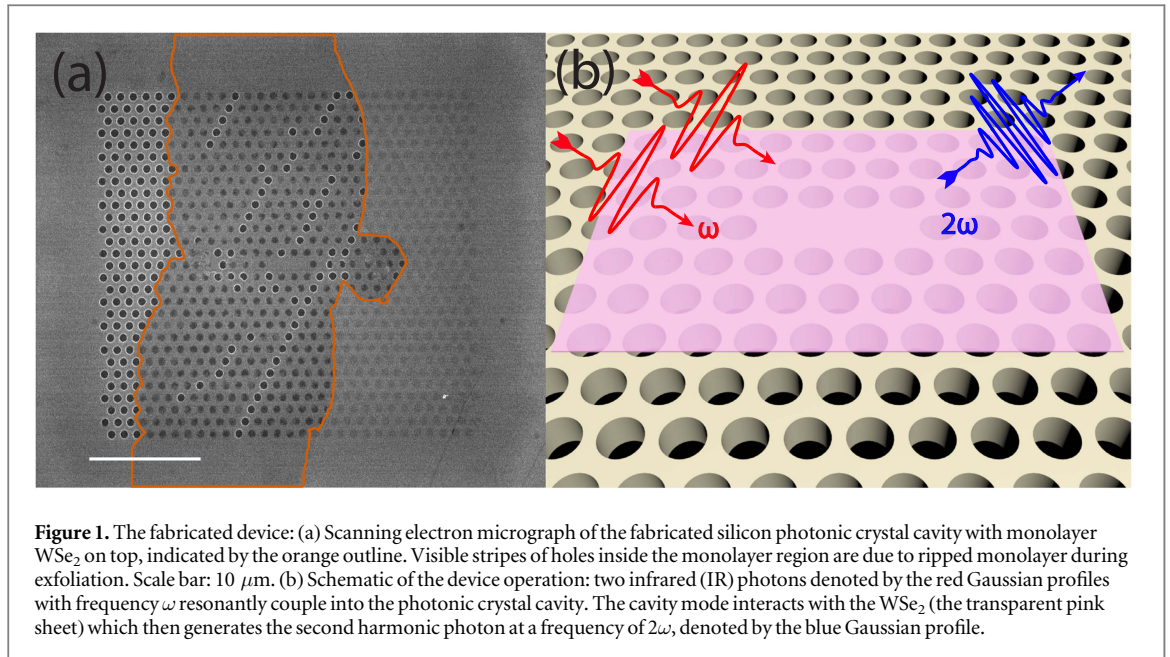 (a)
(b)
ω
2ω
Figure 1. The fabricated device: (a) Scanning electron micrograph of the fabricated silicon photonic crystal cavity with monolayer
WSe₂ on top, indicated by the orange outline. Visible stripes of holes inside the monolayer region are due to ripped monolayer during
exfoliation. Scale bar: 10 μm. (b) Schematic of the device operation: two infrared (IR) photons denoted by the red Gaussian profiles
with frequency ω resonantly couple into the photonic crystal cavity. The cavity mode interacts with the WSe₂ (the transparent pink
sheet) which then generates the second harmonic photon at a frequency of 2ω, denoted by the blue Gaussian profile.